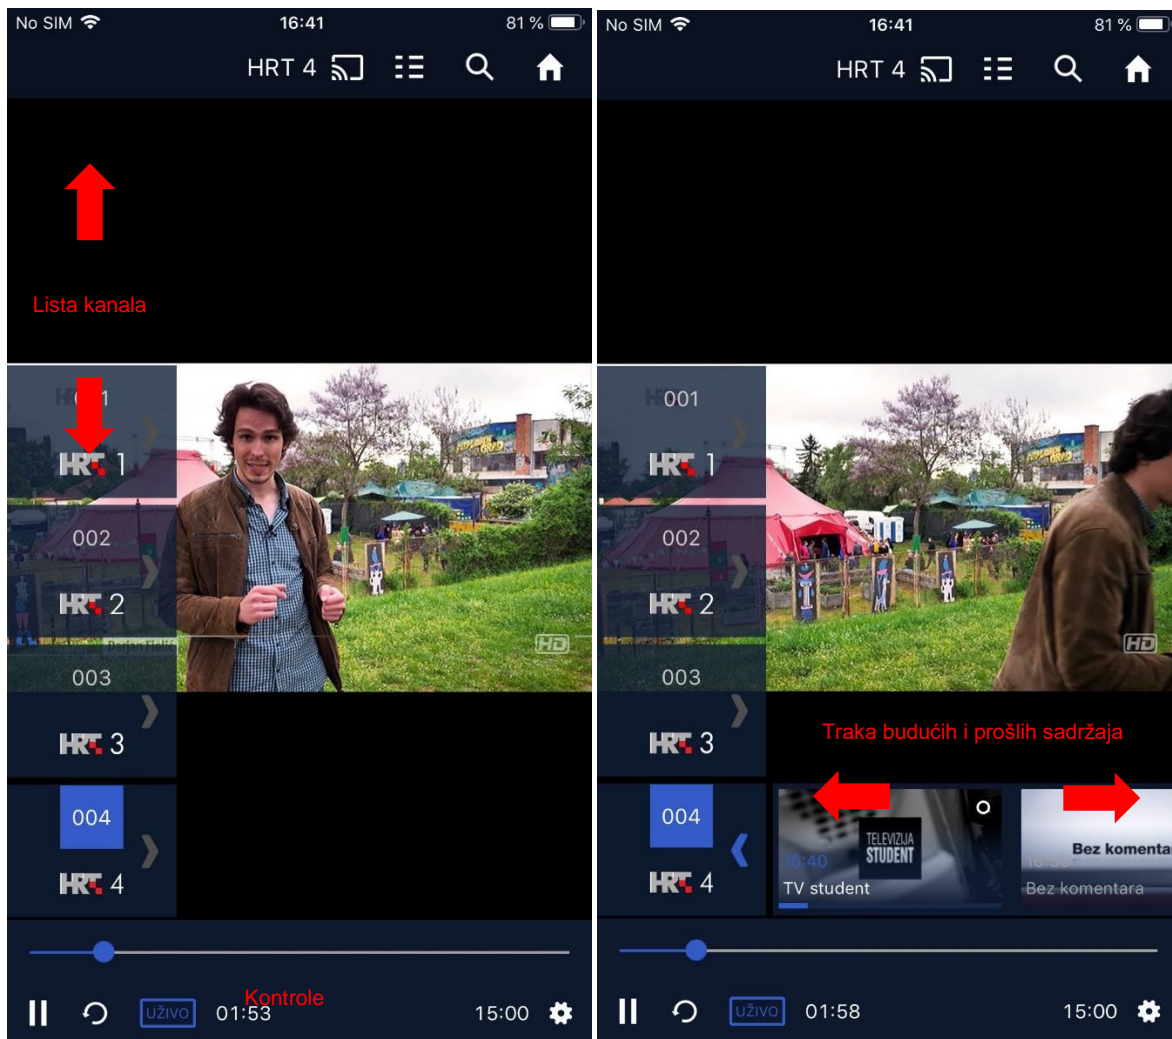 No SIM 16:41 81 %
HRT 4
Lista kanala
001
HRT 1
002
HRT 2
HD
003
HRT 3
004
HRT 4
Kontrole
UŽIVO 01:53 15:00
No SIM 16:41 81 %
HRT 4
001
HRT 1
002
HRT 2
HD
003
HRT 3
Traka budućih i prošlih sadržaja
004
HRT 4
TELEVIZIJA
STUDENT
16:40
TV student
Bez komentara
UŽIVO 01:58 15:00